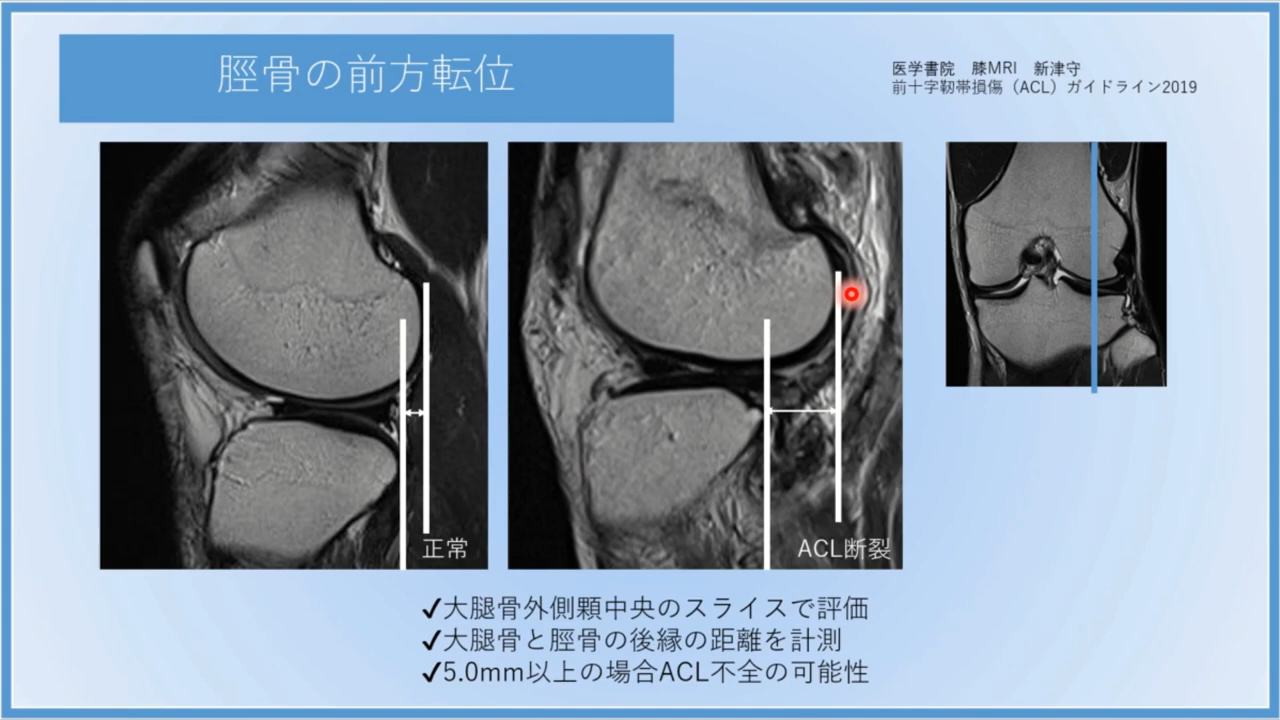 脛骨の前方転位
医学書院　膝MRI　新津守
前十字靭帯損傷（ACL）ガイドライン2019
正常
ACL断裂
✓大腿骨外側顆中央のスライスで評価
✓大腿骨と脛骨の後縁の距離を計測
✓5.0mm以上の場合ACL不全の可能性